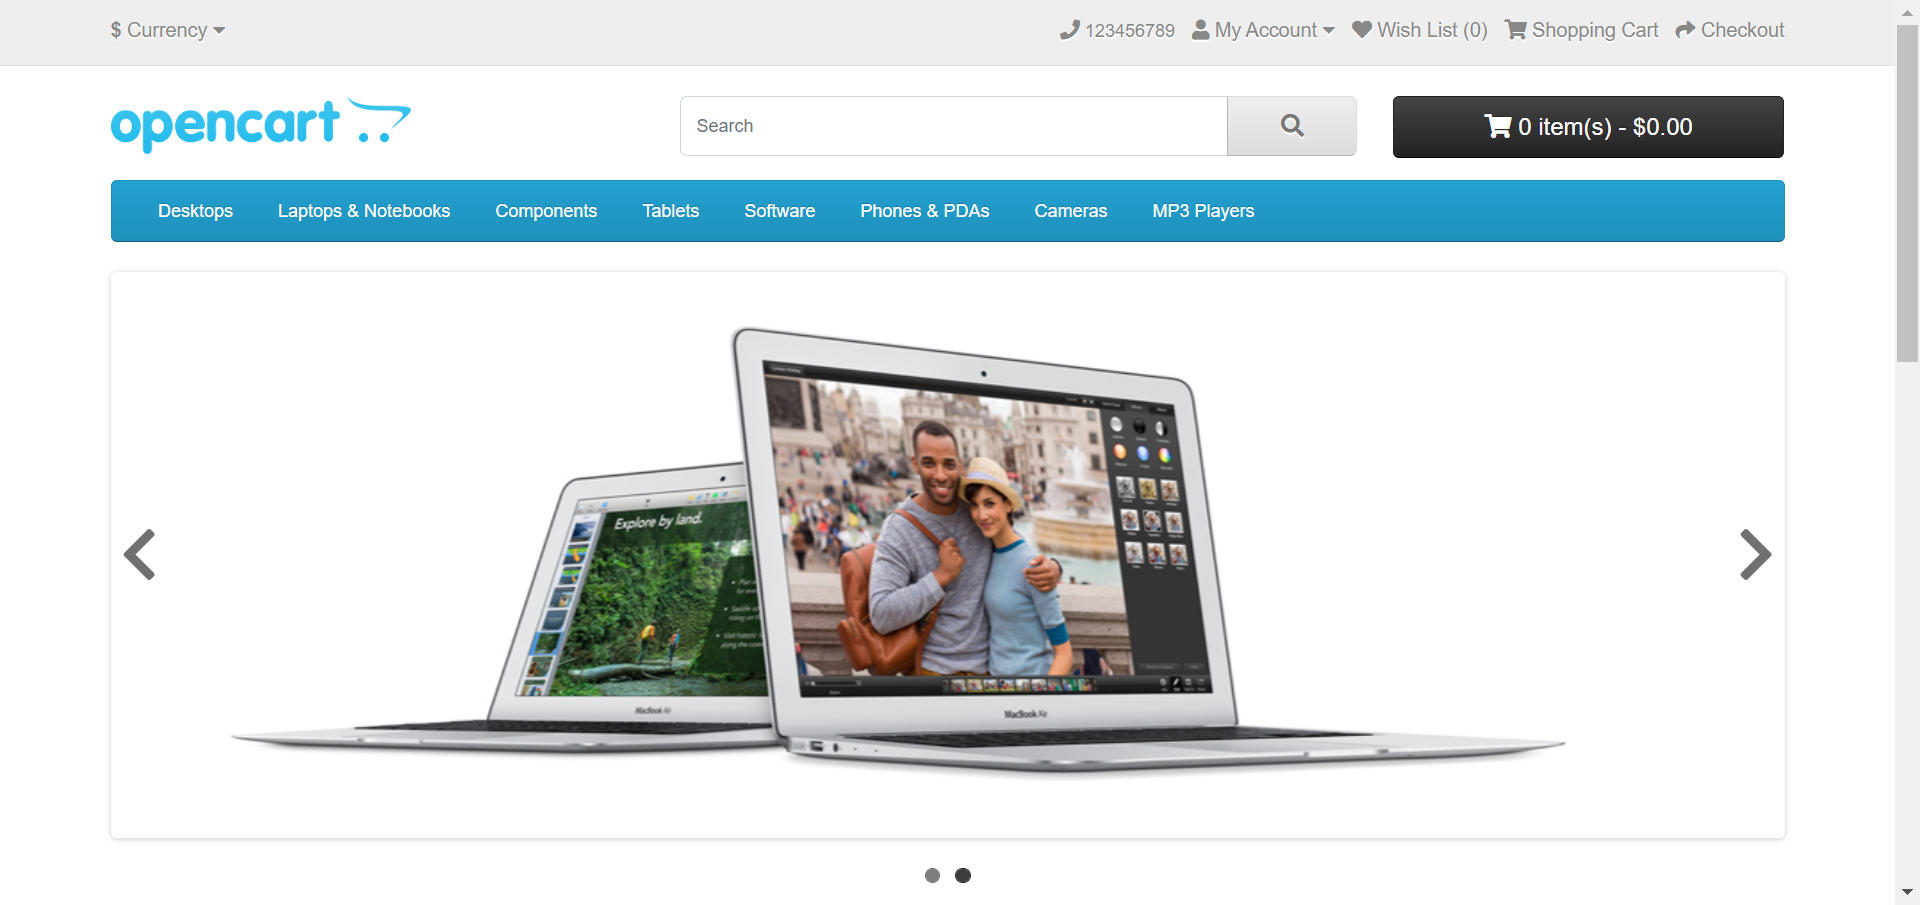 $ Currency
123456789 My Account Wish List (0) Shopping Cart Checkout
opencart
Search
0 item(s) - $0.00
Desktops Laptops & Notebooks Components Tablets Software Phones & PDAs Cameras MP3 Players
Explore by land.
MacBook Air
MacBook Air